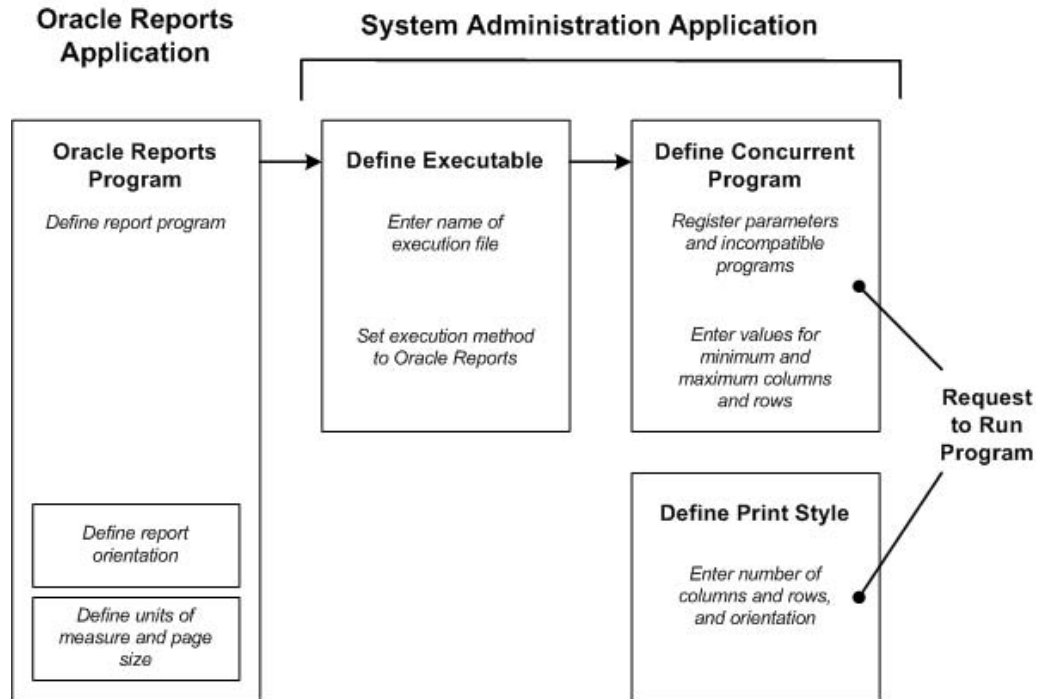 Oracle Reports
Application
System Administration Application
Oracle Reports
Program
Define report program
Define report
orientation
Define units of
measure and page
size
Define Executable
Enter name of
execution file
Set execution method
to Oracle Reports
Define Concurrent
Program
Register parameters
and incompatible
programs
Enter values for
minimum and
maximum columns
and rows
Define Print Style
Enter number of
columns and rows,
and orientation
Request
to Run
Program